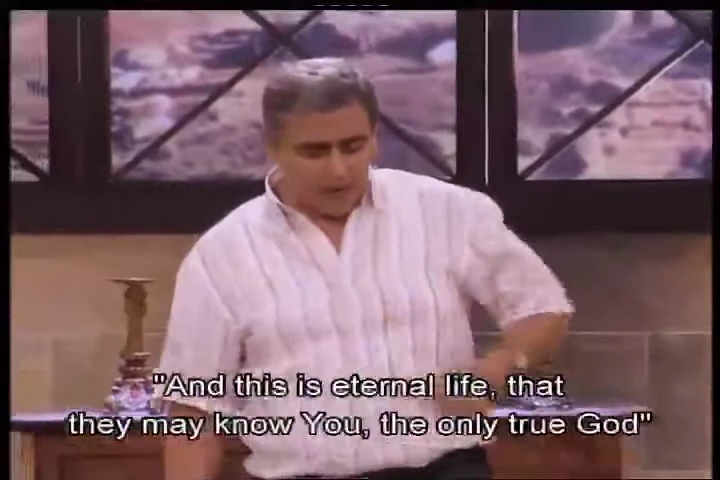 "And this is eternal life, that
they may know You, the only true God"